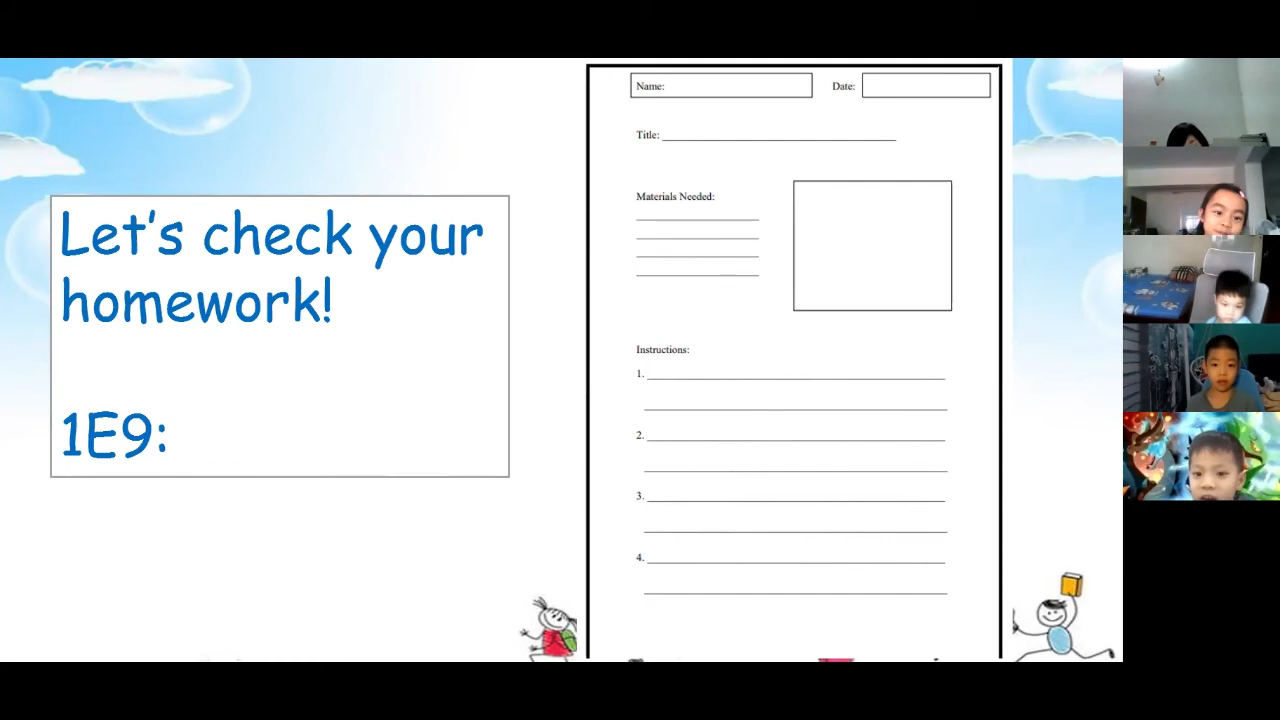 Let's check your
homework!
1E9:
Name:
Date:
Title:
Materials Needed:
Instructions:
1.
2.
3.
4.